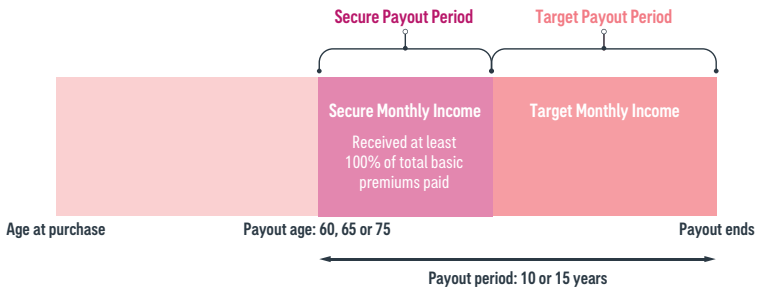 Secure Payout Period
Target Payout Period
Secure Monthly Income
Received at least
100% of total basic
premiums paid
Target Monthly Income
Age at purchase
Payout age: 60, 65 or 75
Payout ends
Payout period: 10 or 15 years